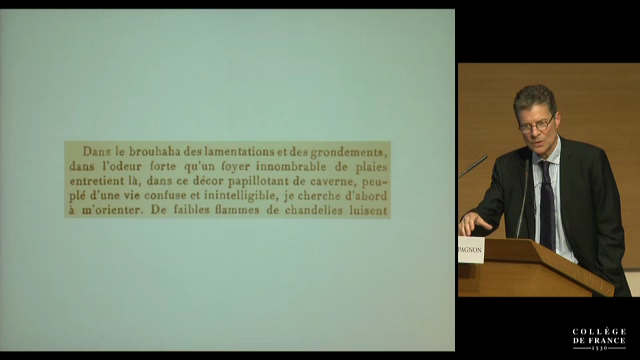 Dans le brouhaha des lamentations et des grondements,
dans l'odeur forte qu'un foyer innombrable de plaies
entretient là, dans ce décor papillotant de caverne, peu-
plé d'une vie confuse et inintelligible, je cherche d'abord
à m'orienter. De faibles flammes de chandelles luisent
PAGNON
COLLÈGE
DE FRANCE
1530